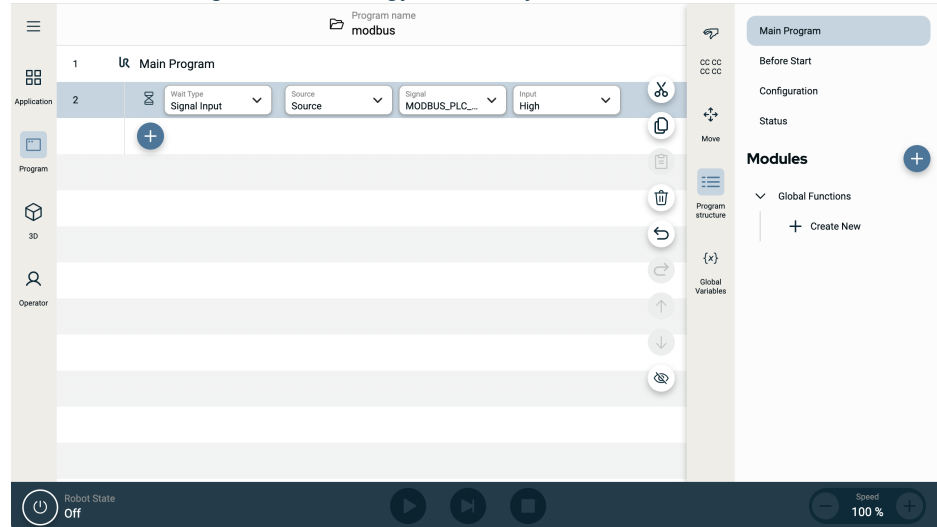 Program name
modbus
1 Main Program
2 Wait Type Signal Input Source Source Signal MODBUS_PLC_... Input High
Application
Program
3D
Operator
CC CC
CC CC
Move
Program
structure
{x}
Global
Variables
Main Program
Before Start
Configuration
Status
Modules
Global Functions
Create New
Robot State
Off
Speed
100 %